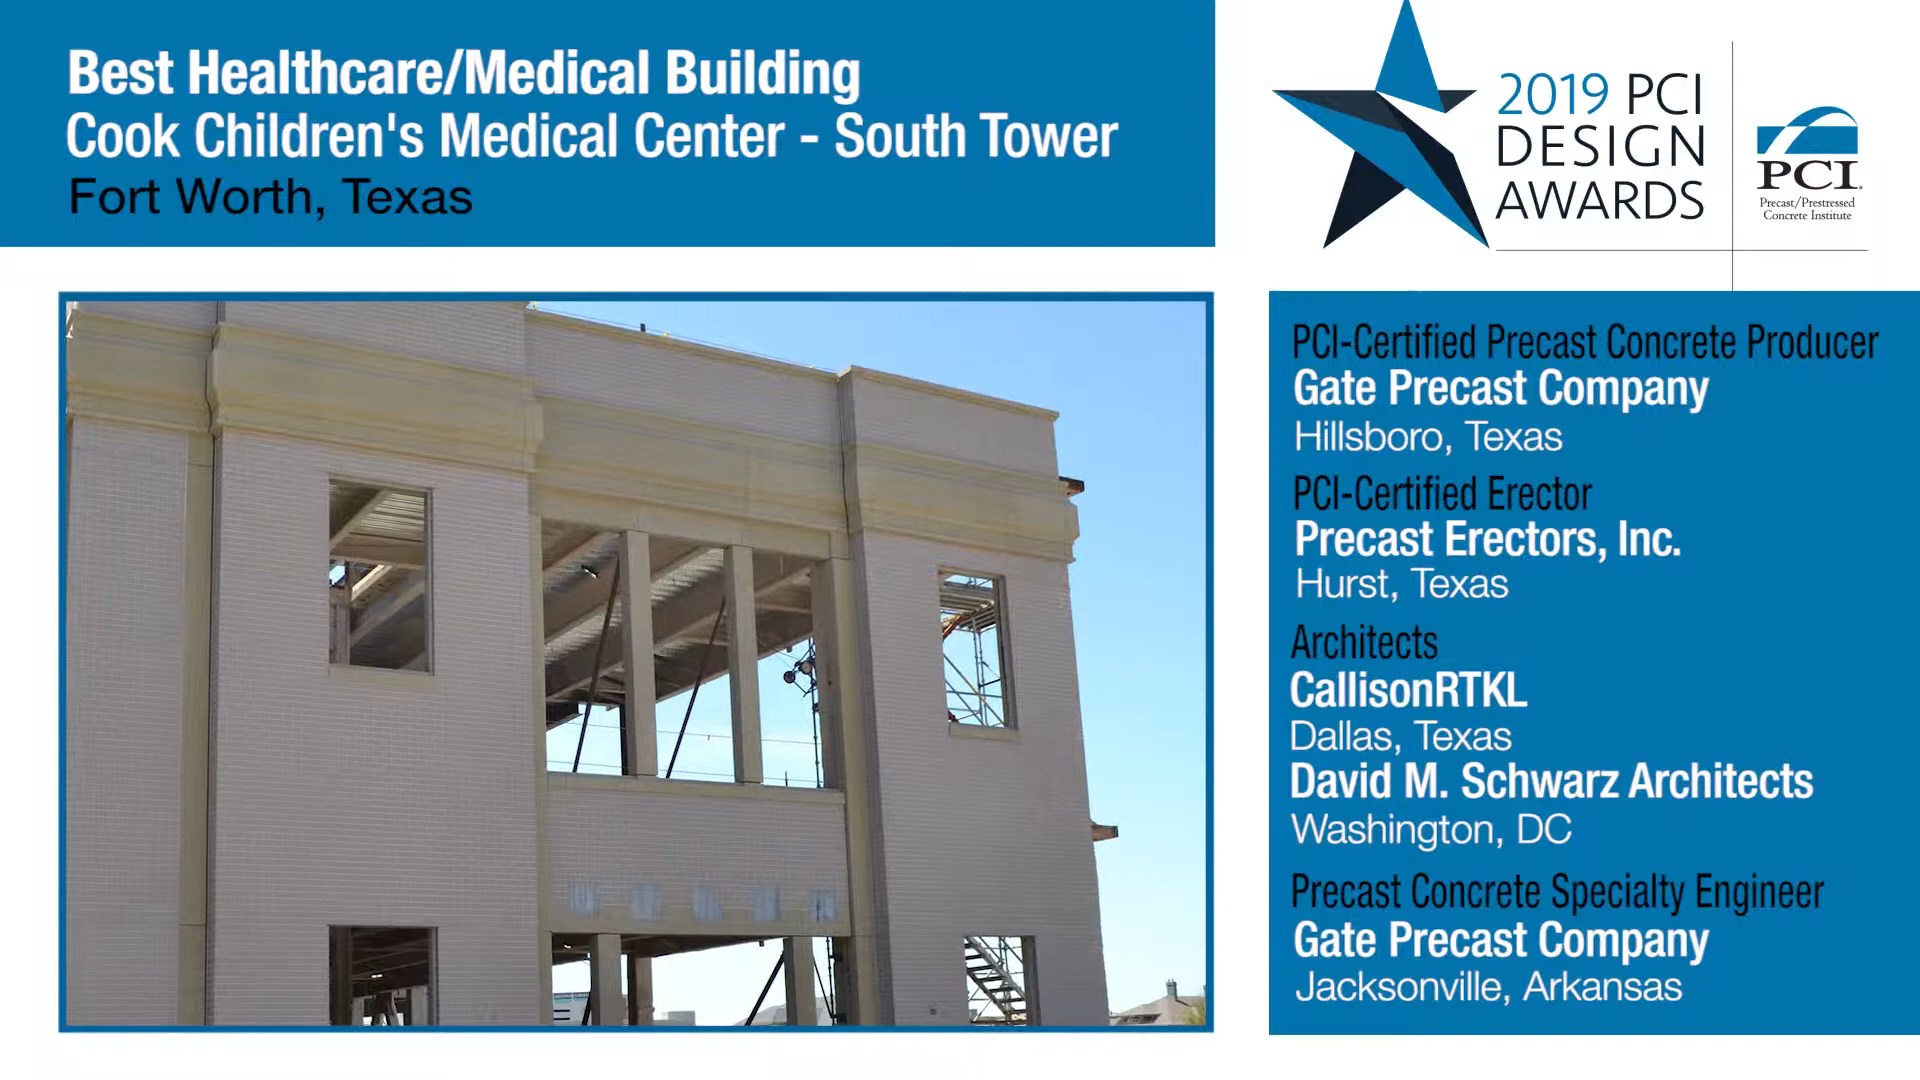 Best Healthcare/Medical Building
Cook Children's Medical Center - South Tower
Fort Worth, Texas
2019 PCI
DESIGN
AWARDS
PCI
Precast/Prestressed
Concrete Institute
PCI-Certified Precast Concrete Producer
Gate Precast Company
Hillsboro, Texas
PCI-Certified Erector
Precast Erectors, Inc.
Hurst, Texas
Architects
CallisonRTKL
Dallas, Texas
David M. Schwarz Architects
Washington, DC
Precast Concrete Specialty Engineer
Gate Precast Company
Jacksonville, Arkansas